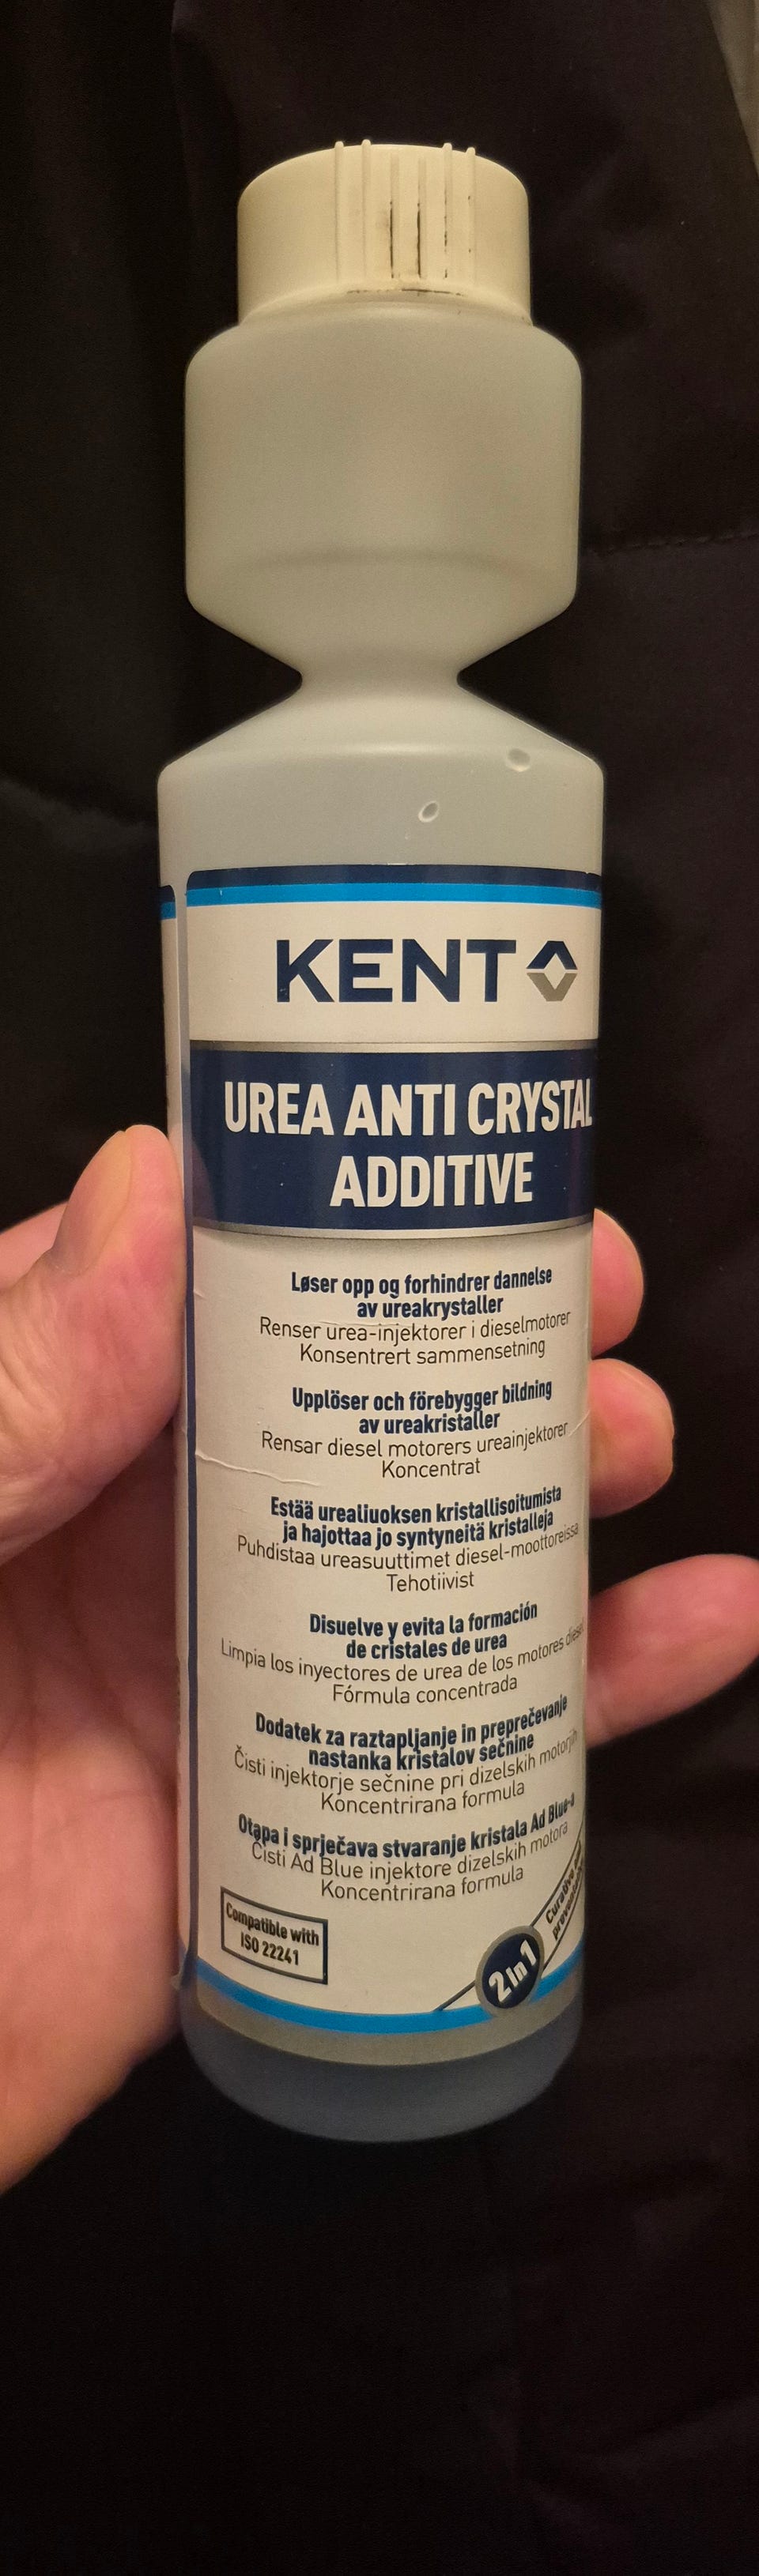 KENT
UREA ANTI CRYSTAL
ADDITIVE
Løser opp og forhindrer dannelse
av ureakrystaller
Renser urea-injektorer i dieselmotorer
Konsentrert sammensetning
Upplöser och förebygger bildning
av ureakristaller
Rensar diesel motorers ureainjektorer
Koncentrat
Estää urealiuoksen kristallisoitumista
ja hajottaa jo syntyneitä kristalleja
Puhdistaa ureasuuttimet diesel-moottoreissa
Tehotiivist
Disuelve y evita la formación
de cristales de urea
Limpia los inyectores de urea de los motores diesel
Fórmula concentrada
Dodatek za raztapljanje in preprečevanje
nastanka kristalov sečnine
Čisti injektorje sečnine pri dizelskih motorjih
Koncentrirana formula
Otapa i sprječava stvaranje kristala Ad Blue-a
Čisti Ad Blue injektore dizelskih motora
Koncentrirana formula
Compatible with
ISO 22241
2in1
Curative and